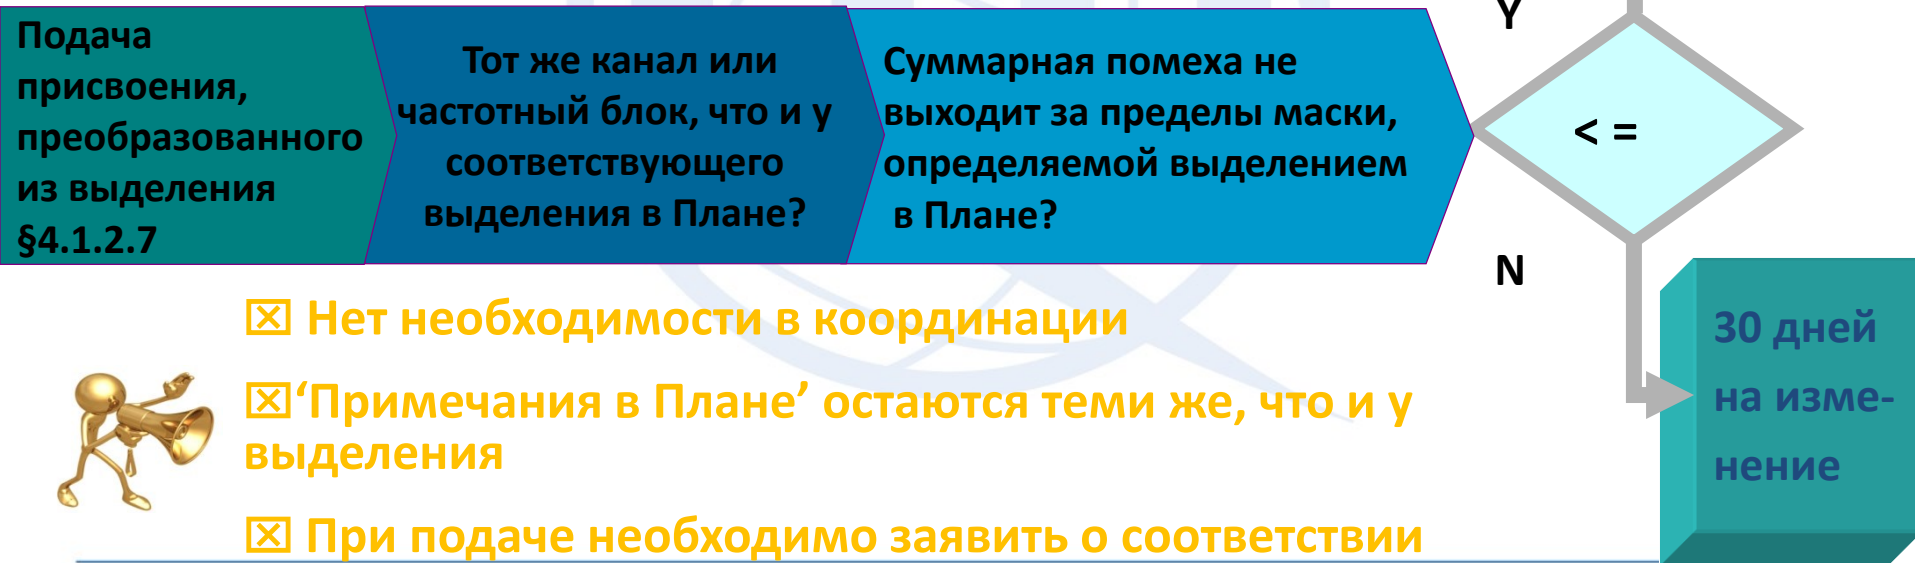 Подача
присвоения,
преобразованного
из выделения
§4.1.2.7
Тот же канал или
частотный блок, что и у
соответствующего
выделения в Плане?
Суммарная помеха не
выходит за пределы маски,
определяемой выделением
в Плане?
Y
< =
N
30 дней
на изме-
нение
☒ Нет необходимости в координации
☒‘Примечания в Плане’ остаются теми же, что и у
выделения
☒ При подаче необходимо заявить о соответствии